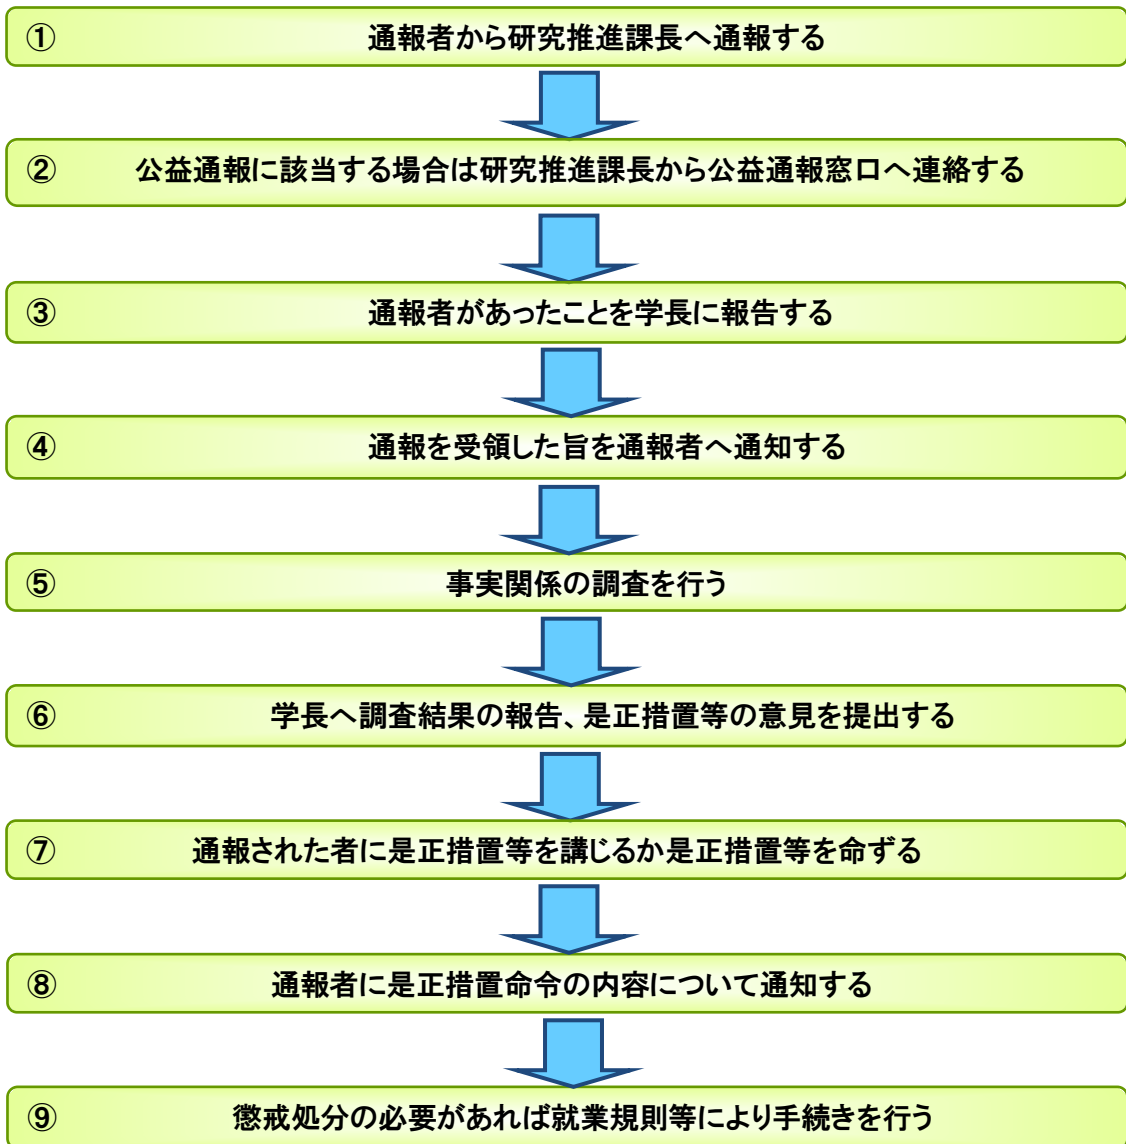 ① 通報者から研究推進課長へ通報する
② 公益通報に該当する場合は研究推進課長から公益通報窓口へ連絡する
③ 通報者があったことを学長に報告する
④ 通報を受領した旨を通報者へ通知する
⑤ 事実関係の調査を行う
⑥ 学長へ調査結果の報告、是正措置等の意見を提出する
⑦ 通報された者に是正措置等を講じるか是正措置等を命ずる
⑧ 通報者に是正措置命令の内容について通知する
⑨ 懲戒処分の必要があれば就業規則等により手続きを行う